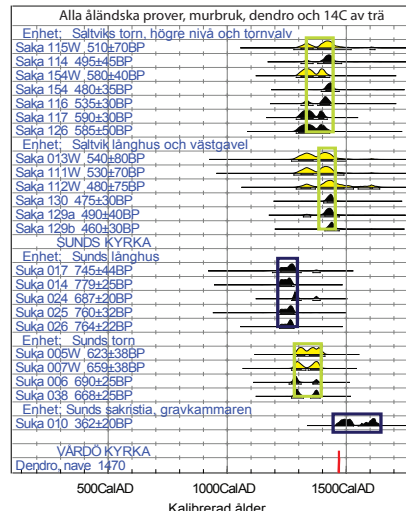 Alla åländska prover, murbruk, dendro och 14C av trä
Enhet; Saltviks torn, högre nivå och tornvalv
Saka 115W 510±70BP
Saka 114 495±45BP
Saka 154W 580±40BP
Saka 154 480±35BP
Saka 116 535±30BP
Saka 117 590±30BP
Saka 126 585±50BP
Enhet; Saltvik långhus och västgavel
Saka 013W 540±80BP
Saka 111W 530±70BP
Saka 112W 480±75BP
Saka 130 475±30BP
Saka 129a 490±40BP
Saka 129b 460±30BP
SUNDS KYRKA
Enhet; Sunds långhus
Suka 017 745±44BP
Suka 014 779±25BP
Suka 024 687±20BP
Suka 025 760±32BP
Suka 026 764±22BP
Enhet: Sunds torn
Suka 005W 623±38BP
Suka 007W 659±38BP
Suka 006 690±25BP
Suka 038 668±25BP
Enhet; Sunds sakristia, gravkammaren
Suka 010 362±20BP
VÅRDÖ KYRKA
Dendro, nave 1470
500CalAD 1000CalAD 1500CalAD
Kalibrerad ålder